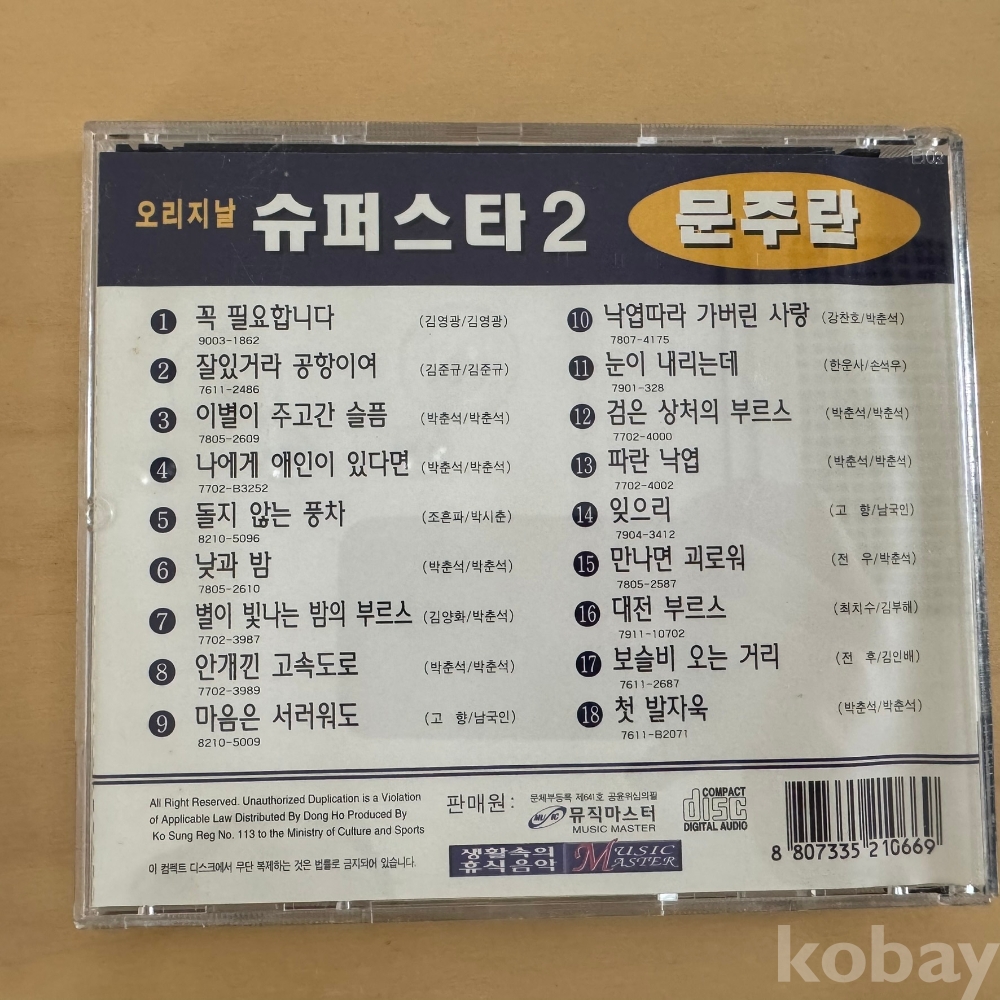 오리지날 슈퍼스타 2 문주란
1 꼭 필요합니다 (김영광/김영광)
9003-1862
2 잘있거라 공항이여 (김준규/김준규)
7611-2486
3 이별이 주고간 슬픔 (박춘석/박춘석)
7805-2609
4 나에게 애인이 있다면 (박춘석/박춘석)
7702-B3252
5 돌지 않는 풍차 (조흔파/박시춘)
8210-5096
6 낮과 밤 (박춘석/박춘석)
7805-2610
7 별이 빛나는 밤의 부르스 (김양화/박춘석)
7702-3987
8 안개낀 고속도로 (박춘석/박춘석)
7702-3989
9 마음은 서러워도 (고 향/남국인)
8210-5009
10 낙엽따라 가버린 사랑 (강찬호/박춘석)
7807-4175
11 눈이 내리는데 (한운사/손석우)
7901-328
12 검은 상처의 부르스 (박춘석/박춘석)
7702-4000
13 파란 낙엽 (박춘석/박춘석)
7702-4002
14 잊으리 (고 향/남국인)
7904-3412
15 만나면 괴로워 (전 우/박춘석)
7805-2587
16 대전 부르스 (최치수/김부해)
7911-10702
17 보슬비 오는 거리 (전 후/김인배)
7611-2687
18 첫 발자욱 (박춘석/박춘석)
7611-B2071
All Right Reserved. Unauthorized Duplication is a Violation
of Applicable Law Distributed By Dong Ho Produced By
Ko Sung Reg No. 113 to the Ministry of Culture and Sports
이 컴팩트 디스크에서 무단 복제하는 것은 법률로 금지되어 있습니다.
판매원:
문체부등록 제641호 공윤위심의필
MUSIC 뮤직마스터
MUSIC MASTER
생활속의
휴식음악
MUSIC
MASTER
COMPACT
disc
DIGITAL AUDIO
8 807335 210669
kobay